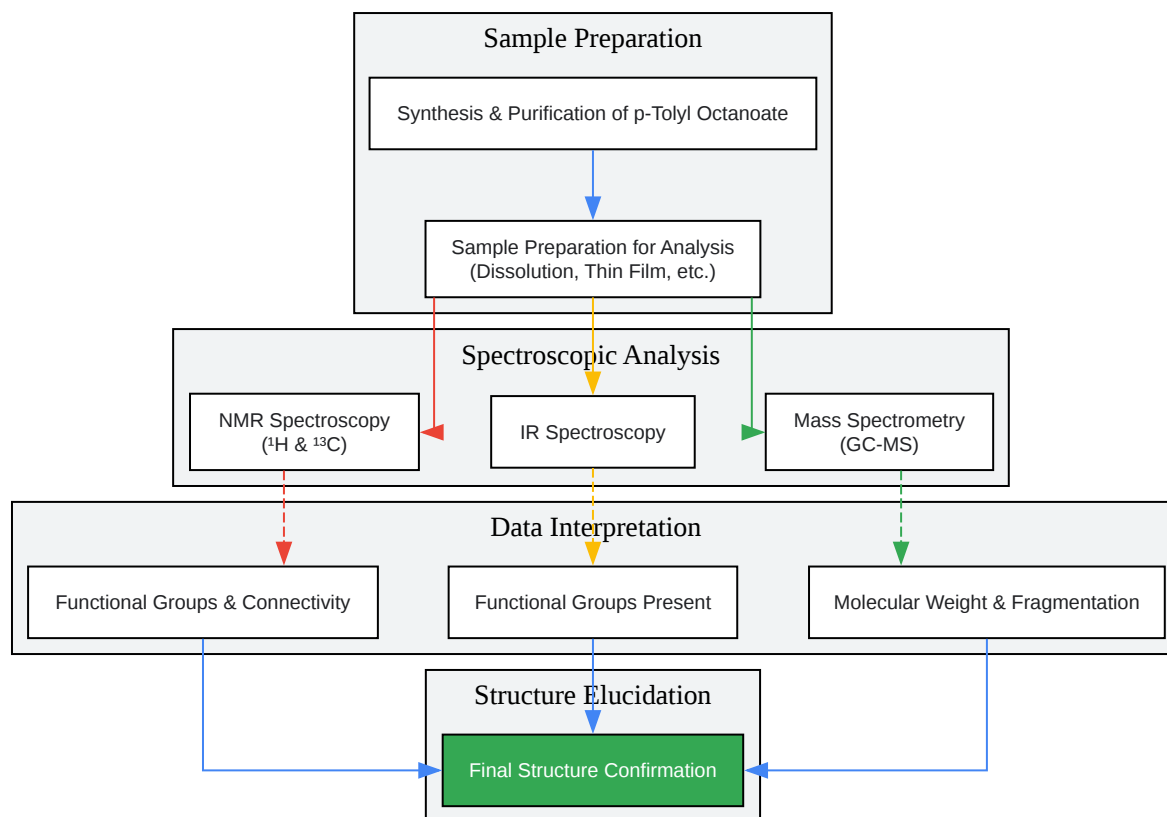 Sample Preparation
Synthesis & Purification of p-Tolyl Octanoate
Sample Preparation for Analysis
(Dissolution, Thin Film, etc.)
Spectroscopic Analysis
NMR Spectroscopy
(¹H & ¹³C)
IR Spectroscopy
Mass Spectrometry
(GC-MS)
Data Interpretation
Functional Groups & Connectivity
Functional Groups Present
Molecular Weight & Fragmentation
Structure Elucidation
Final Structure Confirmation